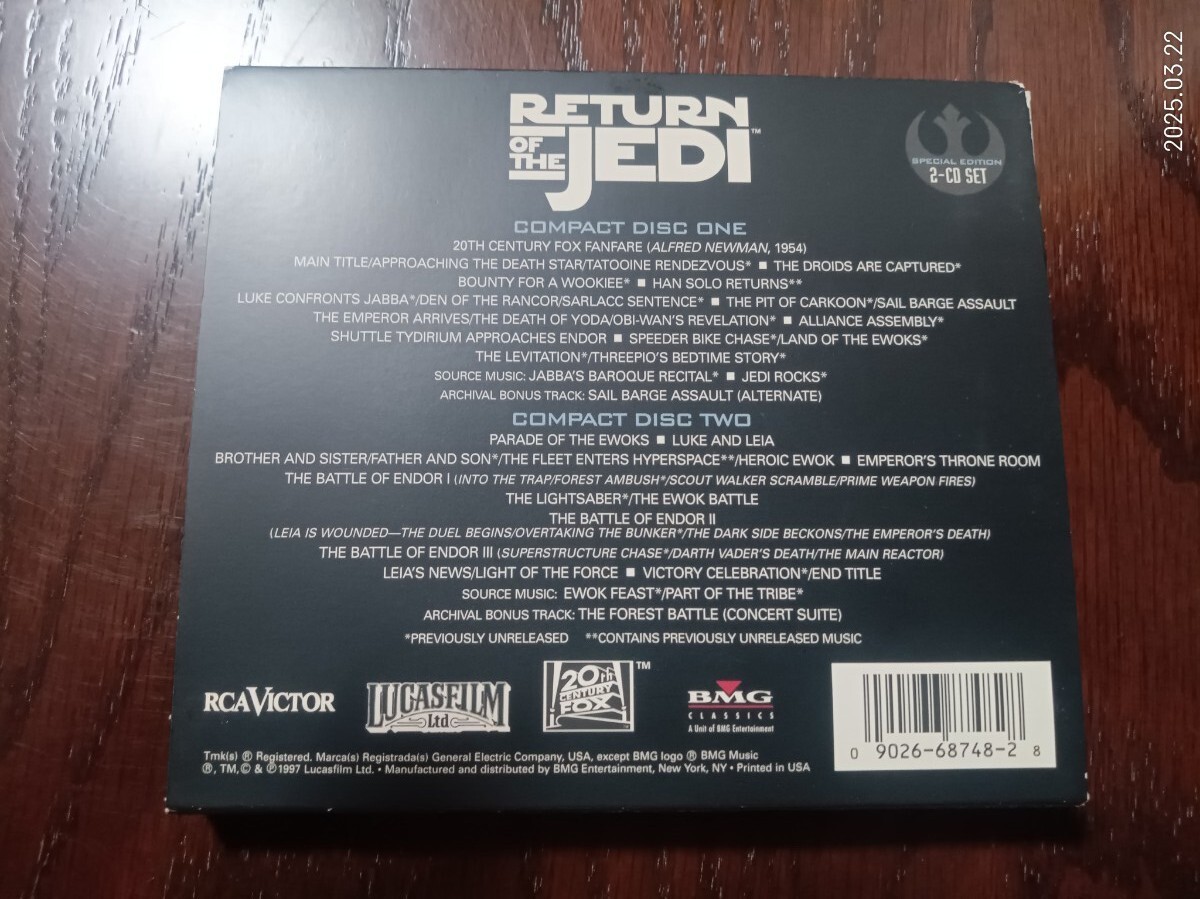 2025.03.22
RETURN
OF THE
JEDI™
SPECIAL EDITION
2-CD SET
COMPACT DISC ONE
20TH CENTURY FOX FANFARE (ALFRED NEWMAN, 1954)
MAIN TITLE/APPROACHING THE DEATH STAR/TATOOINE RENDEZVOUS* ■ THE DROIDS ARE CAPTURED*
BOUNTY FOR A WOOKIEE* ■ HAN SOLO RETURNS**
LUKE CONFRONTS JABBA*/DEN OF THE RANCOR/SARLACC SENTENCE* ■ THE PIT OF CARKOON*/SAIL BARGE ASSAULT
THE EMPEROR ARRIVES/THE DEATH OF YODA/OBI-WAN'S REVELATION* ■ ALLIANCE ASSEMBLY*
SHUTTLE TYDIRIUM APPROACHES ENDOR ■ SPEEDER BIKE CHASE*/LAND OF THE EWOKS*
THE LEVITATION*/THREEPIO'S BEDTIME STORY*
SOURCE MUSIC: JABBA'S BAROQUE RECITAL* ■ JEDI ROCKS*
ARCHIVAL BONUS TRACK: SAIL BARGE ASSAULT (ALTERNATE)
COMPACT DISC TWO
PARADE OF THE EWOKS ■ LUKE AND LEIA
BROTHER AND SISTER/FATHER AND SON*/THE FLEET ENTERS HYPERSPACE**/HEROIC EWOK ■ EMPEROR'S THRONE ROOM
THE BATTLE OF ENDOR I (INTO THE TRAP/FOREST AMBUSH*/SCOUT WALKER SCRAMBLE/PRIME WEAPON FIRES)
THE LIGHTSABER*/THE EWOK BATTLE
THE BATTLE OF ENDOR II
(LEIA IS WOUNDED—THE DUEL BEGINS/OVERTAKING THE BUNKER*/THE DARK SIDE BECKONS/THE EMPEROR'S DEATH)
THE BATTLE OF ENDOR III (SUPERSTRUCTURE CHASE*/DARTH VADER'S DEATH/THE MAIN REACTOR)
LEIA'S NEWS/LIGHT OF THE FORCE ■ VICTORY CELEBRATION*/END TITLE
SOURCE MUSIC: EWOK FEAST*/PART OF THE TRIBE*
ARCHIVAL BONUS TRACK: THE FOREST BATTLE (CONCERT SUITE)
*PREVIOUSLY UNRELEASED **CONTAINS PREVIOUSLY UNRELEASED MUSIC
RCA VICTOR
LUCASFILM
Ltd.
20th
CENTURY
FOX
TM
BMG
CLASSICS
A Unit of BMG Entertainment
0 9026-68748-2 8
Tmk(s) ® Registered. Marca(s) Registrada(s) General Electric Company, USA, except BMG logo ® BMG Music
®, TM,© & ℗1997 Lucasfilm Ltd. • Manufactured and distributed by BMG Entertainment, New York, NY • Printed in USA